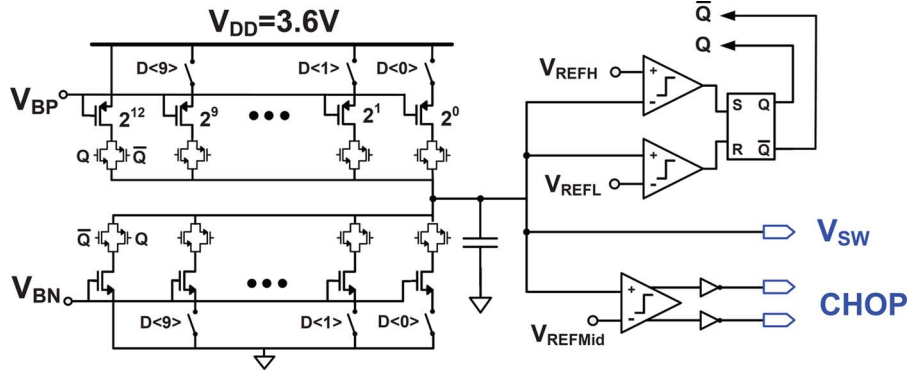 V_DD=3.6V
Q̅
Q
D<9>
D<1>
D<0>
V_REFH
+
-
V_BP
2^12
2^9
2^1
2^0
S
Q
R
Q̅
Q
Q̅
+
-
V_REFL
Q̅
Q
V_SW
V_BN
+
-
CHOP
D<9>
D<1>
D<0>
V_REFMid